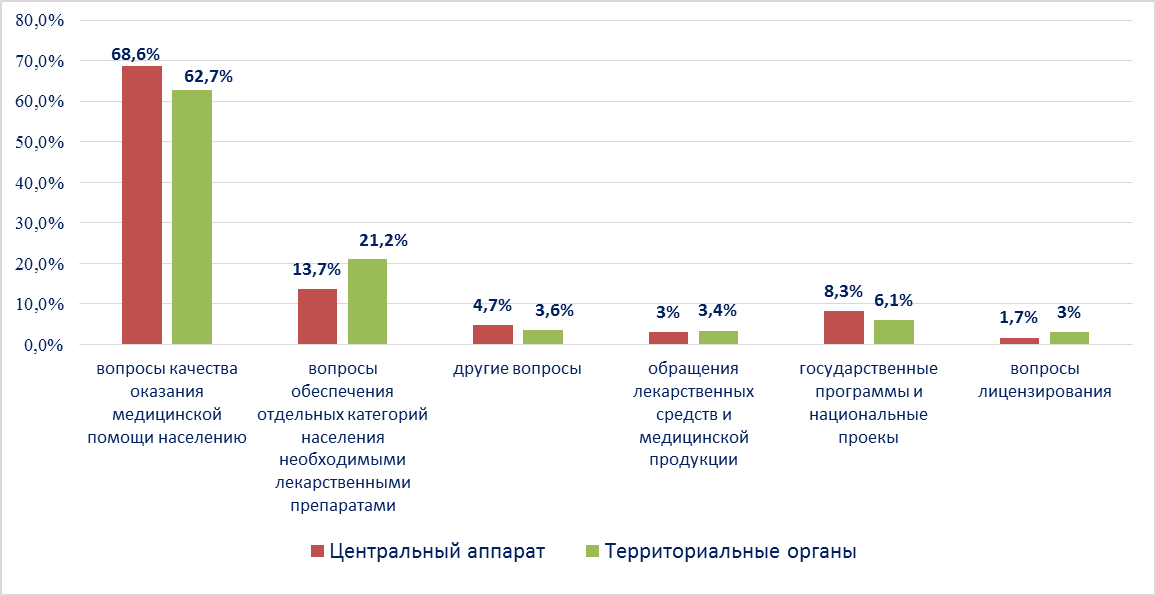 80,0%
70,0%
60,0%
50,0%
40,0%
30,0%
20,0%
10,0%
0,0%
68,6%
62,7%
13,7%
21,2%
4,7%
3,6%
3%
3,4%
8,3%
6,1%
1,7%
3%
вопросы качества
оказания
медицинской
помощи населению
вопросы
обеспечения
отдельных категорий
населения
необходимыми
лекарственными
препаратами
другие вопросы
обращения
лекарственных
средств и
медицинской
продукции
государственные
программы и
национальные
проекы
вопросы
лицензирования
Центральный аппарат
Территориальные органы